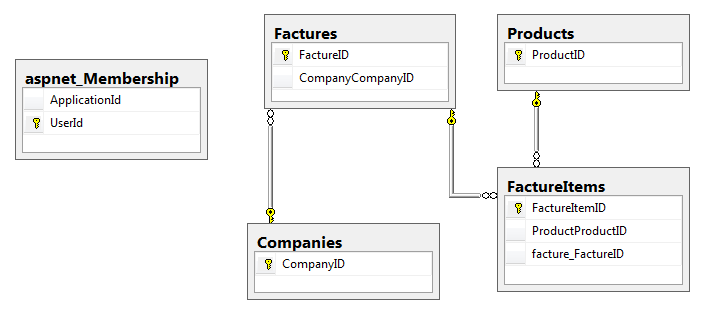 aspnet_Membership
ApplicationId
UserId
Factures
FactureID
CompanyCompanyID
Products
ProductID
Companies
CompanyID
FactureItems
FactureItemID
ProductProductID
facture_FactureID